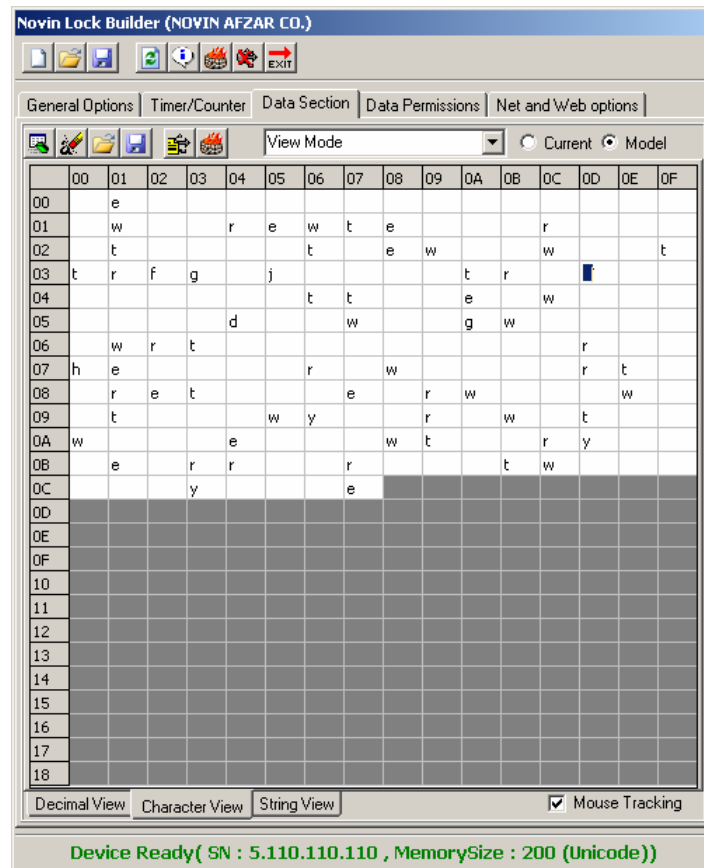 Novin Lock Builder (NOVIN AFZAR CO.)
EXIT
General Options Timer/Counter Data Section Data Permissions Net and Web options
View Mode Current Model
00 01 02 03 04 05 06 07 08 09 0A 0B 0C 0D 0E 0F
00 e
01 w r e w t e r
02 t t e w w t
03 t r f g j t r
04 t t e w
05 d w g w
06 w r t r
07 h e r w r t
08 r e t e r w w
09 t w y r w t
0A w e w t r y
0B e r r r t w
0C y e
0D
0E
0F
10
11
12
13
14
15
16
17
18
Decimal View Character View String View Mouse Tracking
Device Ready( SN : 5.110.110.110 , MemorySize : 200 (Unicode))